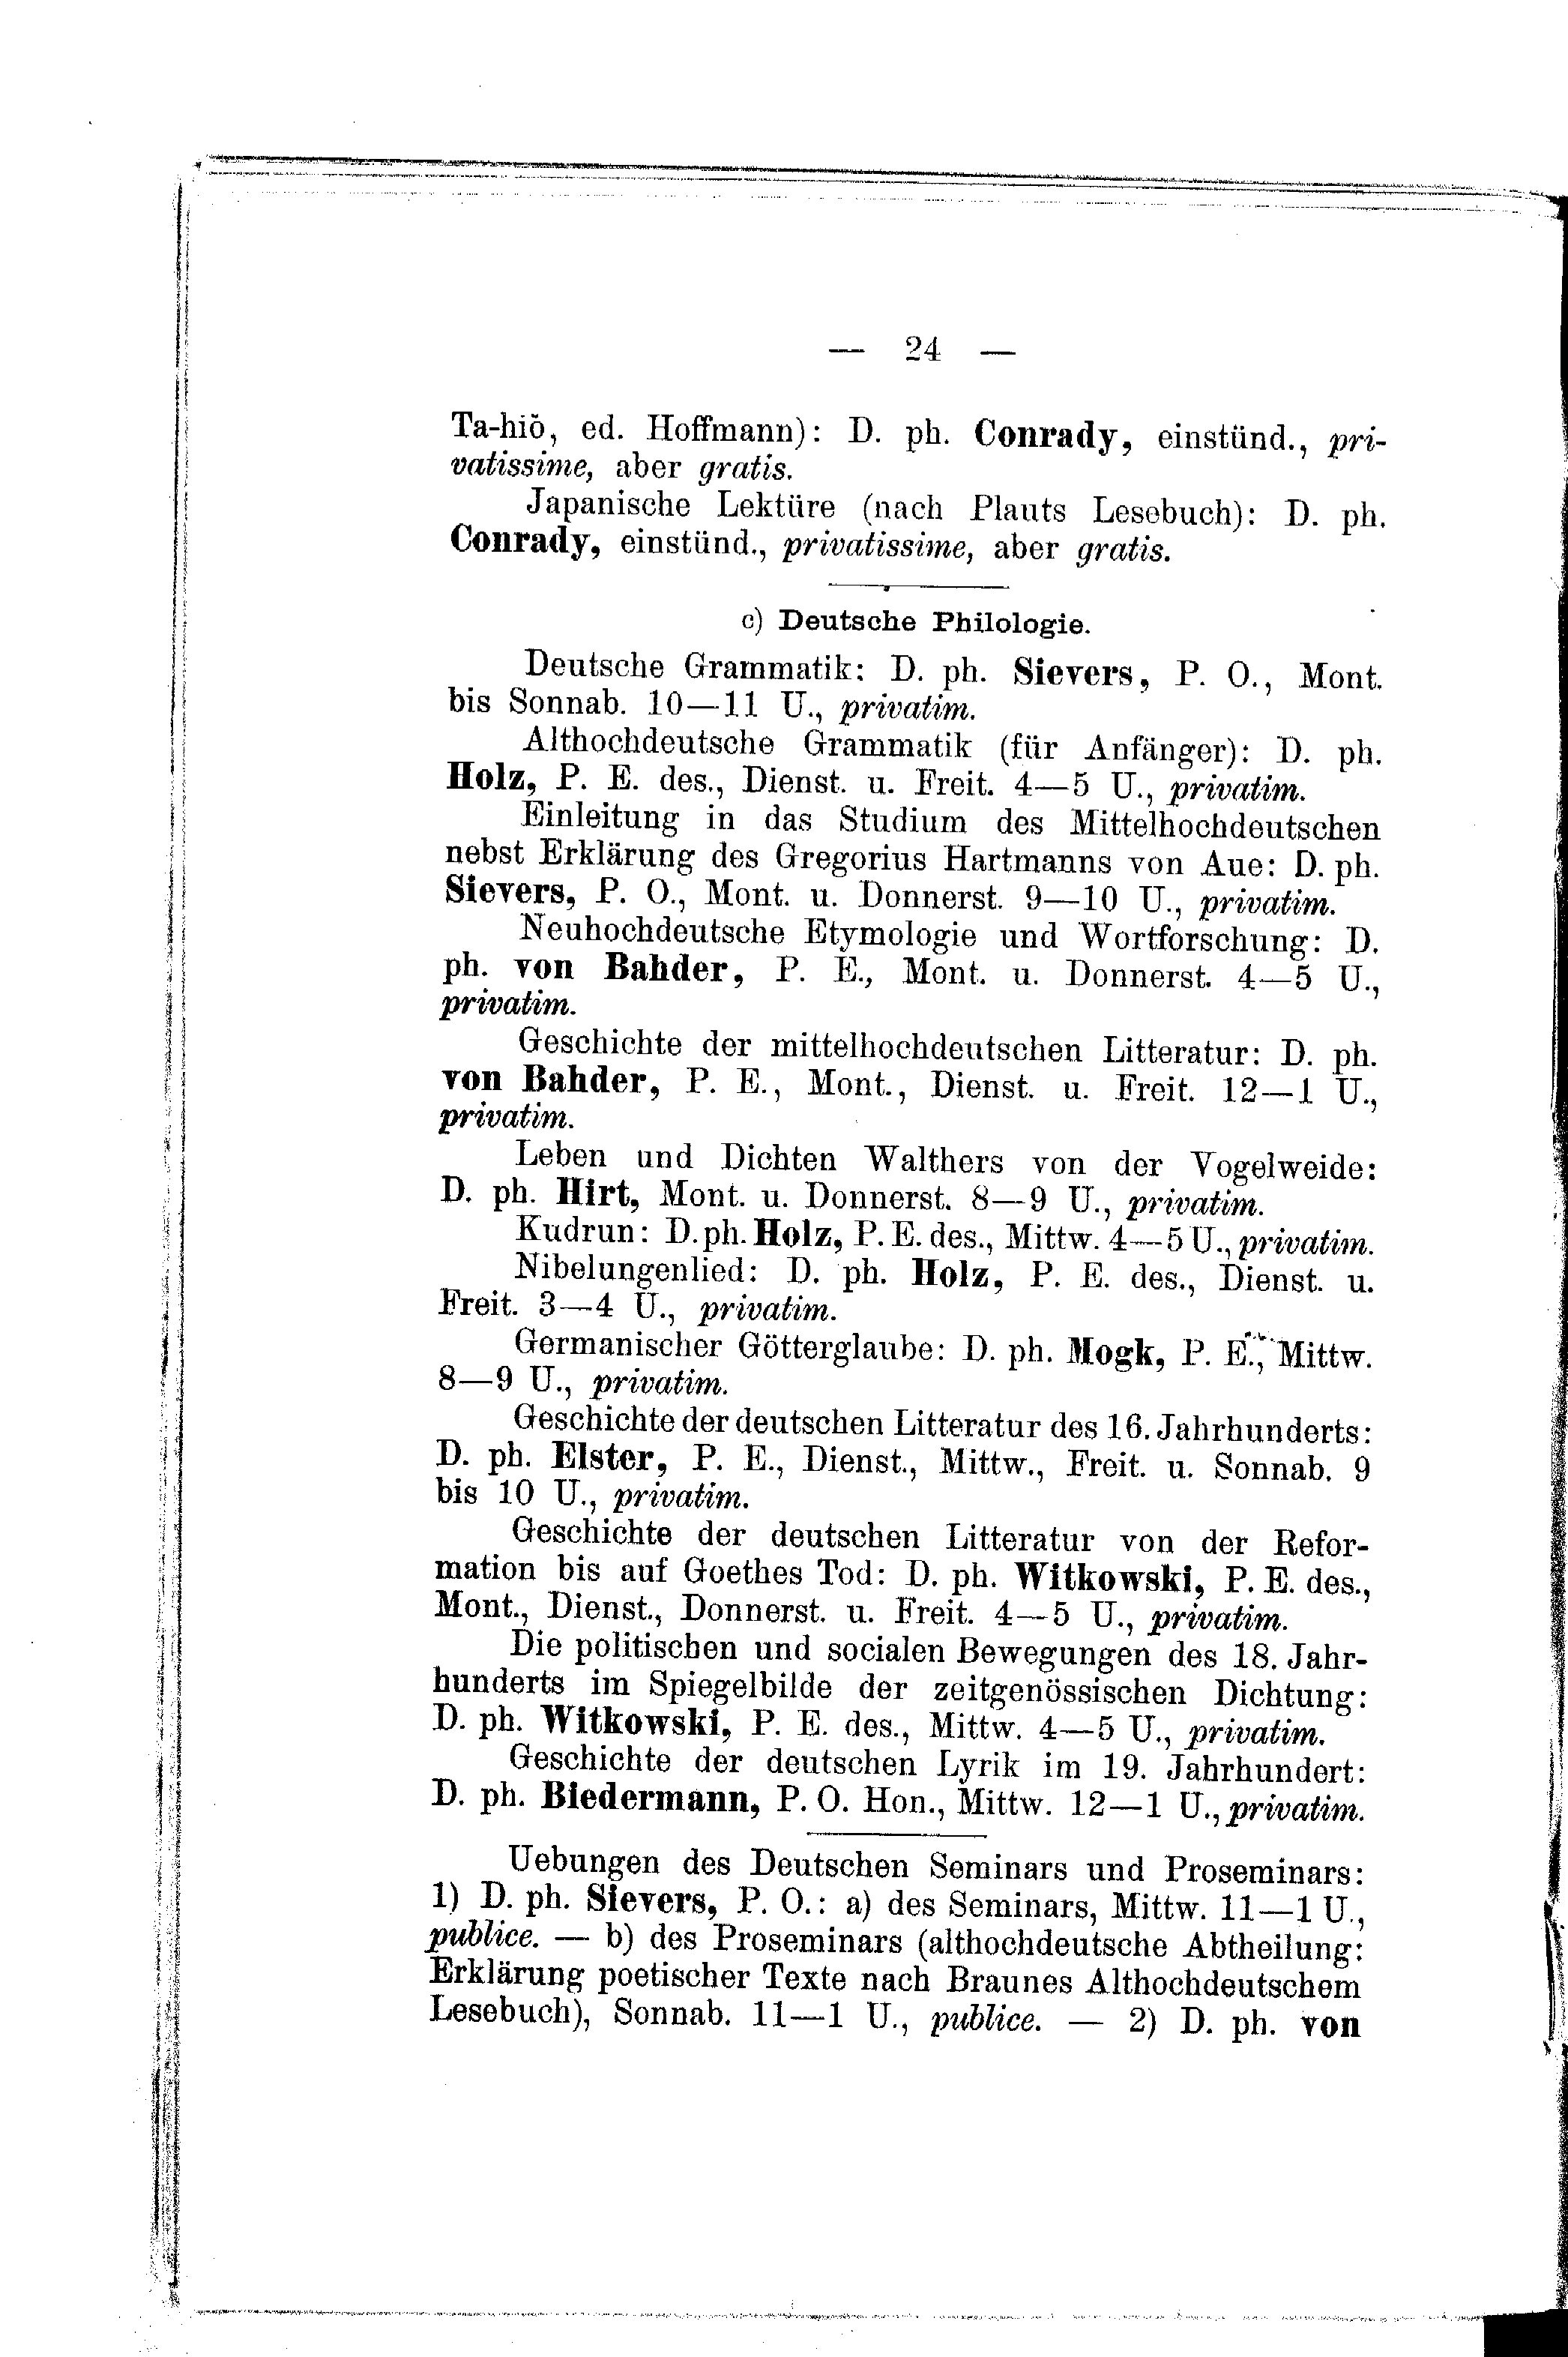 — 24 —
Ta-hiŏ, ed. Hoffmann): D. ph. Conrady, einstünd., pri-
vatissime, aber gratis.
Japanische Lektüre (nach Plauts Lesebuch): D. ph.
Conrady, einstünd., privatissime, aber gratis.
c) Deutsche Philologie.
Deutsche Grammatik: D. ph. Sievers, P. O., Mont.
bis Sonnab. 10—11 U., privatim.
Althochdeutsche Grammatik (für Anfänger): D. ph.
Holz, P. E. des., Dienst. u. Freit. 4—5 U., privatim.
Einleitung in das Studium des Mittelhochdeutschen
nebst Erklärung des Gregorius Hartmanns von Aue: D. ph.
Sievers, P. O., Mont. u. Donnerst. 9—10 U., privatim.
Neuhochdeutsche Etymologie und Wortforschung: D.
ph. von Bahder, P. E., Mont. u. Donnerst. 4—5 U.,
privatim.
Geschichte der mittelhochdeutschen Litteratur: D. ph.
von Bahder, P. E., Mont., Dienst. u. Freit. 12—1 U.,
privatim.
Leben und Dichten Walthers von der Vogelweide:
D. ph. Hirt, Mont. u. Donnerst. 8—9 U., privatim.
Kudrun: D. ph. Holz, P. E. des., Mittw. 4—5 U., privatim.
Nibelungenlied: D. ph. Holz, P. E. des., Dienst. u.
Freit. 3—4 U., privatim.
Germanischer Götterglaube: D. ph. Mogk, P. E., Mittw.
8—9 U., privatim.
Geschichte der deutschen Litteratur des 16. Jahrhunderts:
D. ph. Elster, P. E., Dienst., Mittw., Freit. u. Sonnab. 9
bis 10 U., privatim.
Geschichte der deutschen Litteratur von der Refor-
mation bis auf Goethes Tod: D. ph. Witkowski, P. E. des.,
Mont., Dienst., Donnerst. u. Freit. 4—5 U., privatim.
Die politischen und socialen Bewegungen des 18. Jahr-
hunderts im Spiegelbilde der zeitgenössischen Dichtung:
D. ph. Witkowski, P. E. des., Mittw. 4—5 U., privatim.
Geschichte der deutschen Lyrik im 19. Jahrhundert:
D. ph. Biedermann, P. O. Hon., Mittw. 12—1 U., privatim.
Uebungen des Deutschen Seminars und Proseminars:
1) D. ph. Sievers, P. O.: a) des Seminars, Mittw. 11—1 U.,
publice. — b) des Proseminars (althochdeutsche Abtheilung:
Erklärung poetischer Texte nach Braunes Althochdeutschem
Lesebuch), Sonnab. 11—1 U., publice. — 2) D. ph. von